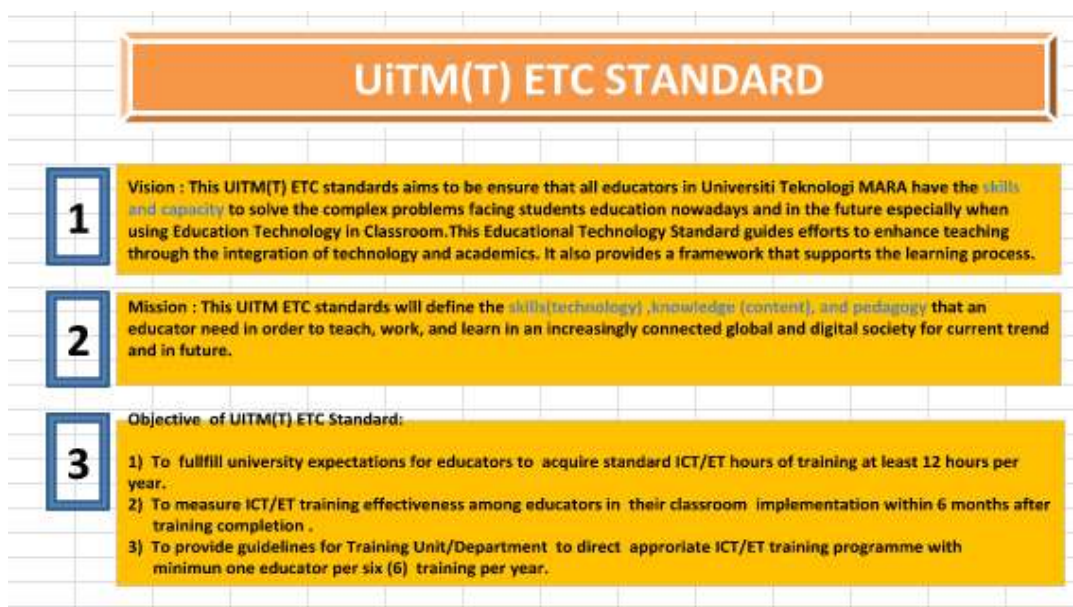 UiTM(T) ETC STANDARD
1
Vision : This UITM(T) ETC standards aims to be ensure that all educators in Universiti Teknologi MARA have the skills
and capacity to solve the complex problems facing students education nowadays and in the future especially when
using Education Technology in Classroom.This Educational Technology Standard guides efforts to enhance teaching
through the integration of technology and academics. It also provides a framework that supports the learning process.
2
Mission : This UITM ETC standards will define the skills(technology) ,knowledge (content), and pedagogy that an
educator need in order to teach, work, and learn in an increasingly connected global and digital society for current trend
and in future.
3
Objective of UITM(T) ETC Standard:
1) To fullfill university expectations for educators to acquire standard ICT/ET hours of training at least 12 hours per
year.
2) To measure ICT/ET training effectiveness among educators in their classroom implementation within 6 months after
training completion .
3) To provide guidelines for Training Unit/Department to direct approriate ICT/ET training programme with
minimun one educator per six (6) training per year.